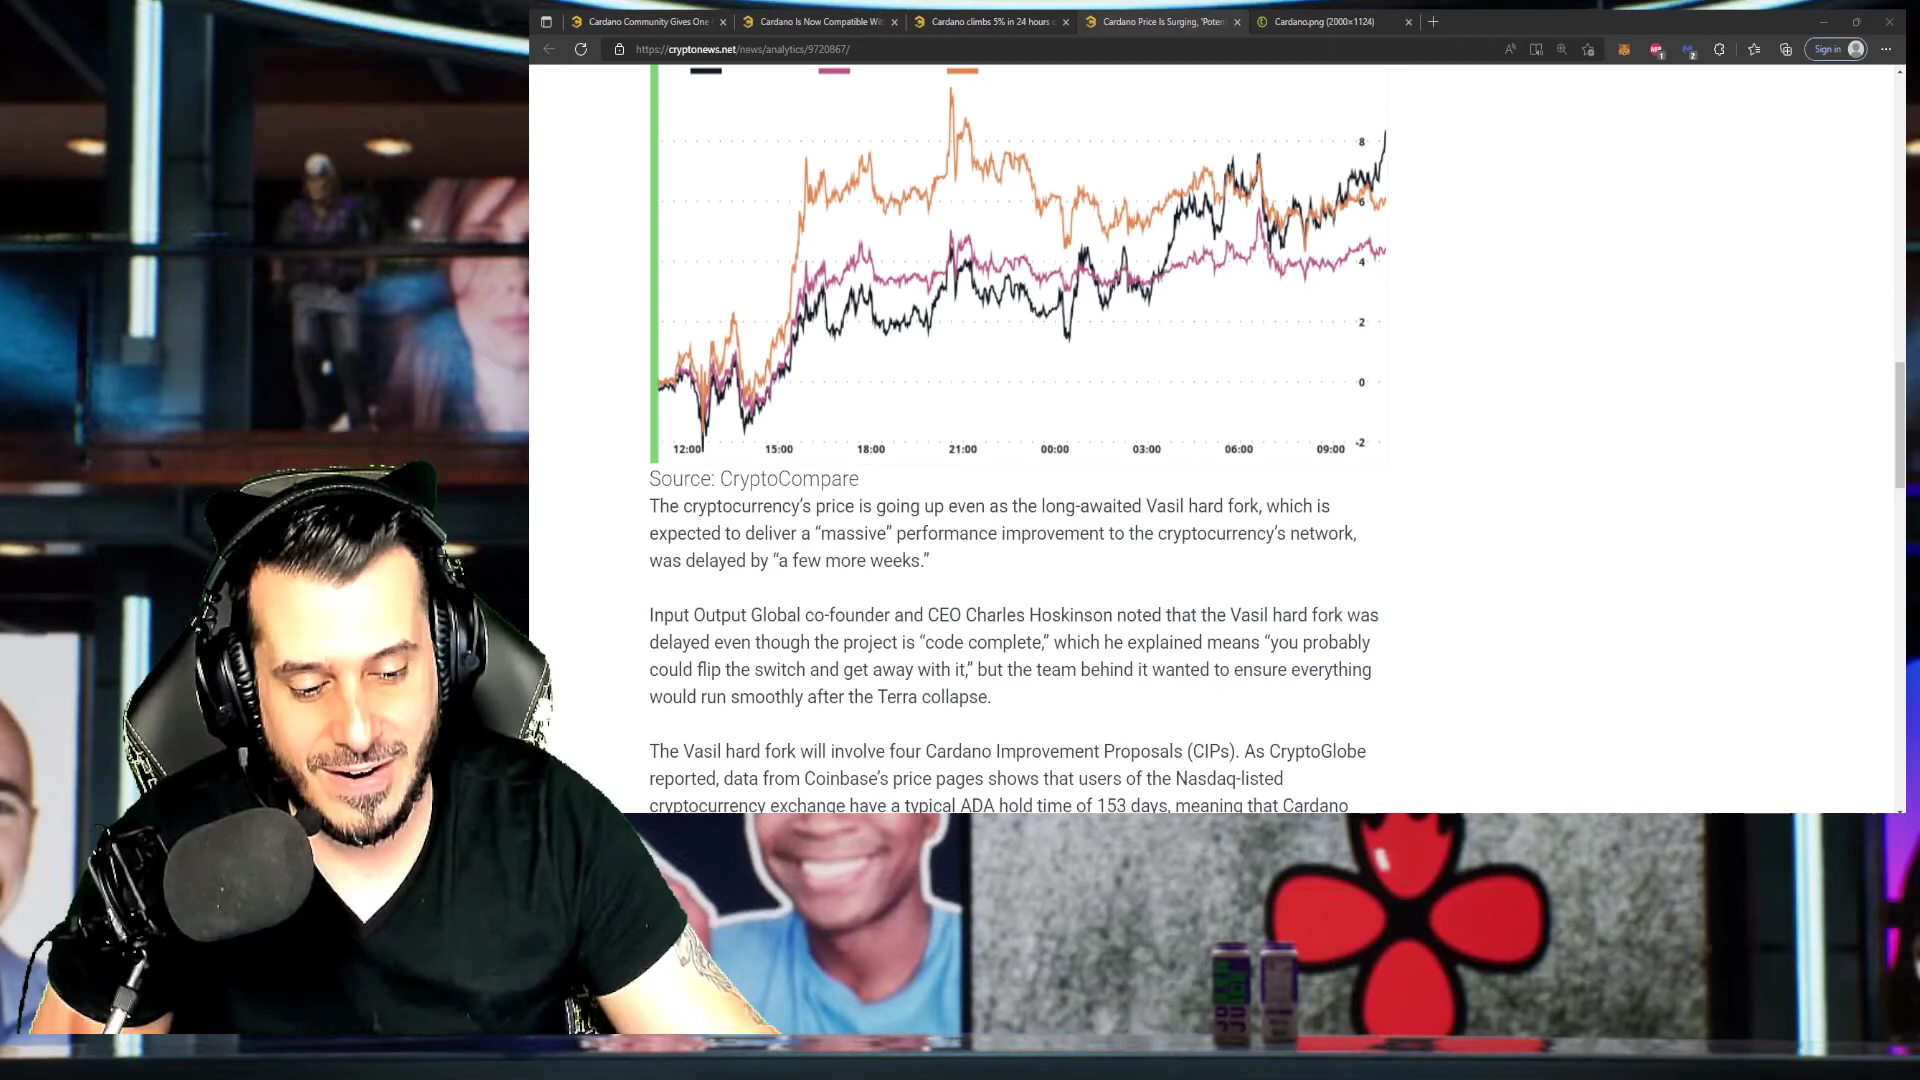 Cardano Community Gives One
Cardano Is Now Compatible Wit
Cardano climbs 5% in 24 hours
Cardano Price Is Surging, 'Poten
Cardano.png (2000×1124)
https://cryptonews.net/news/analytics/9720867/
Sign in
8
6
4
2
0
-2
12:00
15:00
18:00
21:00
00:00
03:00
06:00
09:00
Source: CryptoCompare
The cryptocurrency’s price is going up even as the long-awaited Vasil hard fork, which is
expected to deliver a “massive” performance improvement to the cryptocurrency’s network,
was delayed by “a few more weeks.”
Input Output Global co-founder and CEO Charles Hoskinson noted that the Vasil hard fork was
delayed even though the project is “code complete,” which he explained means “you probably
could flip the switch and get away with it,” but the team behind it wanted to ensure everything
would run smoothly after the Terra collapse.
The Vasil hard fork will involve four Cardano Improvement Proposals (CIPs). As CryptoGlobe
reported, data from Coinbase’s price pages shows that users of the Nasdaq-listed
cryptocurrency exchange have a typical ADA hold time of 153 days, meaning that Cardano